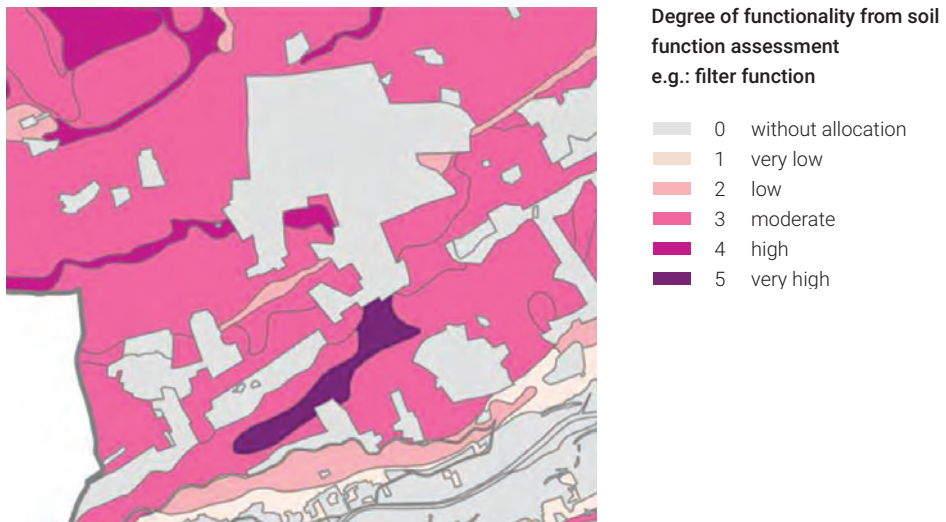 Degree of functionality from soil
function assessment
e.g.: filter function
0 without allocation
1 very low
2 low
3 moderate
4 high
5 very high